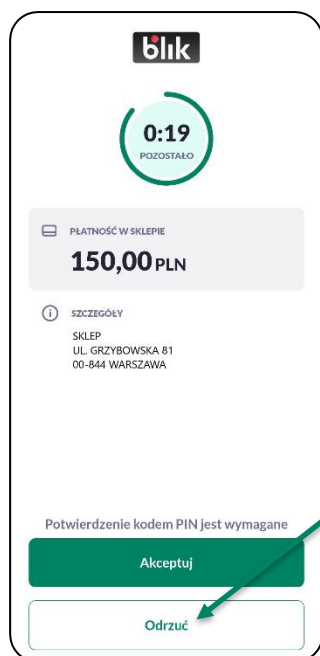 blik
0:19
POZOSTAŁO
PŁATNOŚĆ W SKLEPIE
150,00 PLN
SZCZEGÓŁY
SKLEP
UL. GRZYBOWSKA 81
00-844 WARSZAWA
Potwierdzenie kodem PIN jest wymagane
Akceptuj
Odrzuć